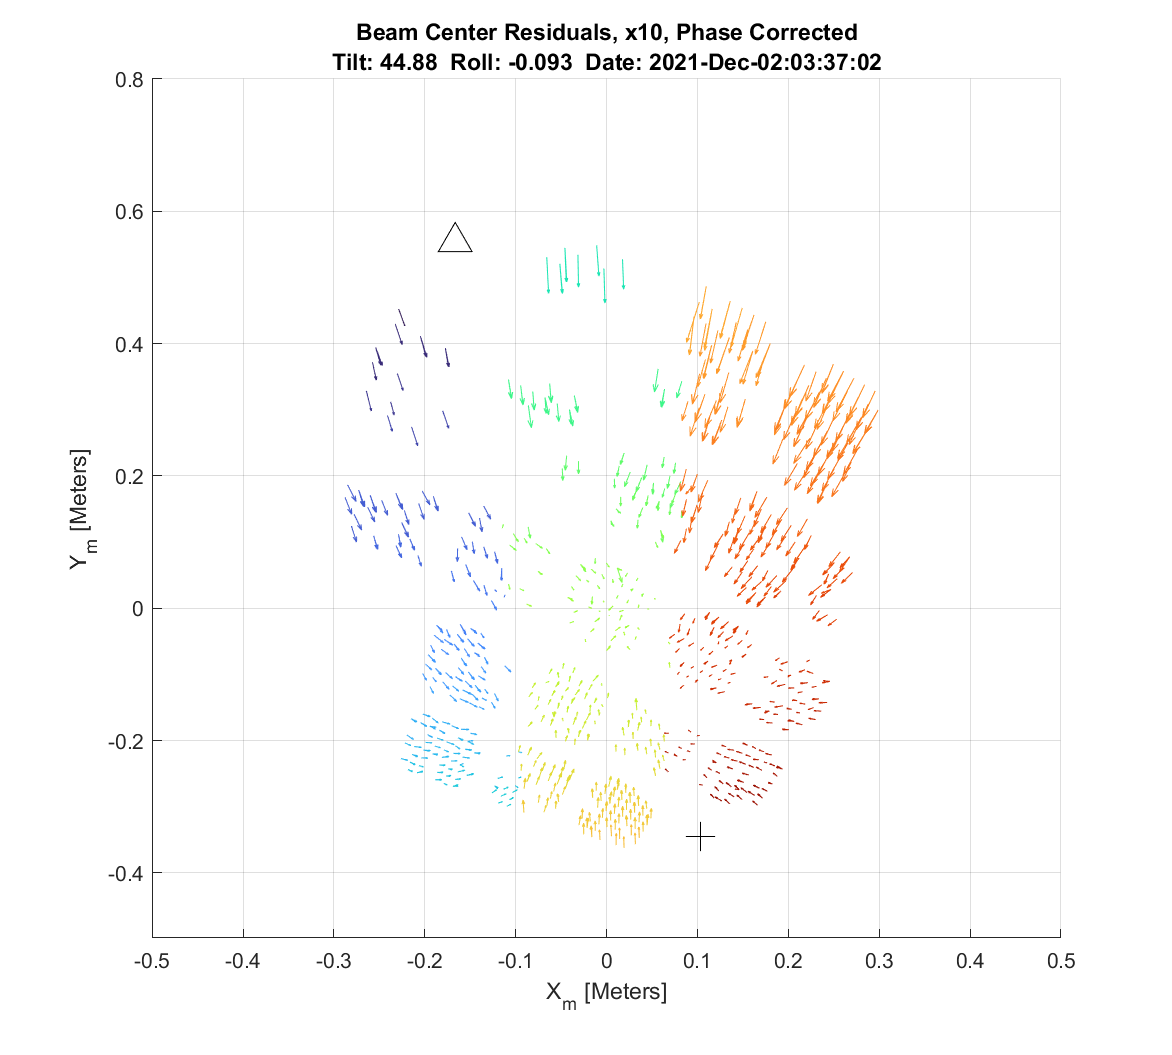 Beam Center Residuals, x10, Phase Corrected
Tilt: 44.88 Roll: -0.093 Date: 2021-Dec-02:03:37:02
0.8
0.6
0.4
0.2
0
-0.2
-0.4
Y_m [Meters]
-0.5 -0.4 -0.3 -0.2 -0.1 0 0.1 0.2 0.3 0.4 0.5
X_m [Meters]